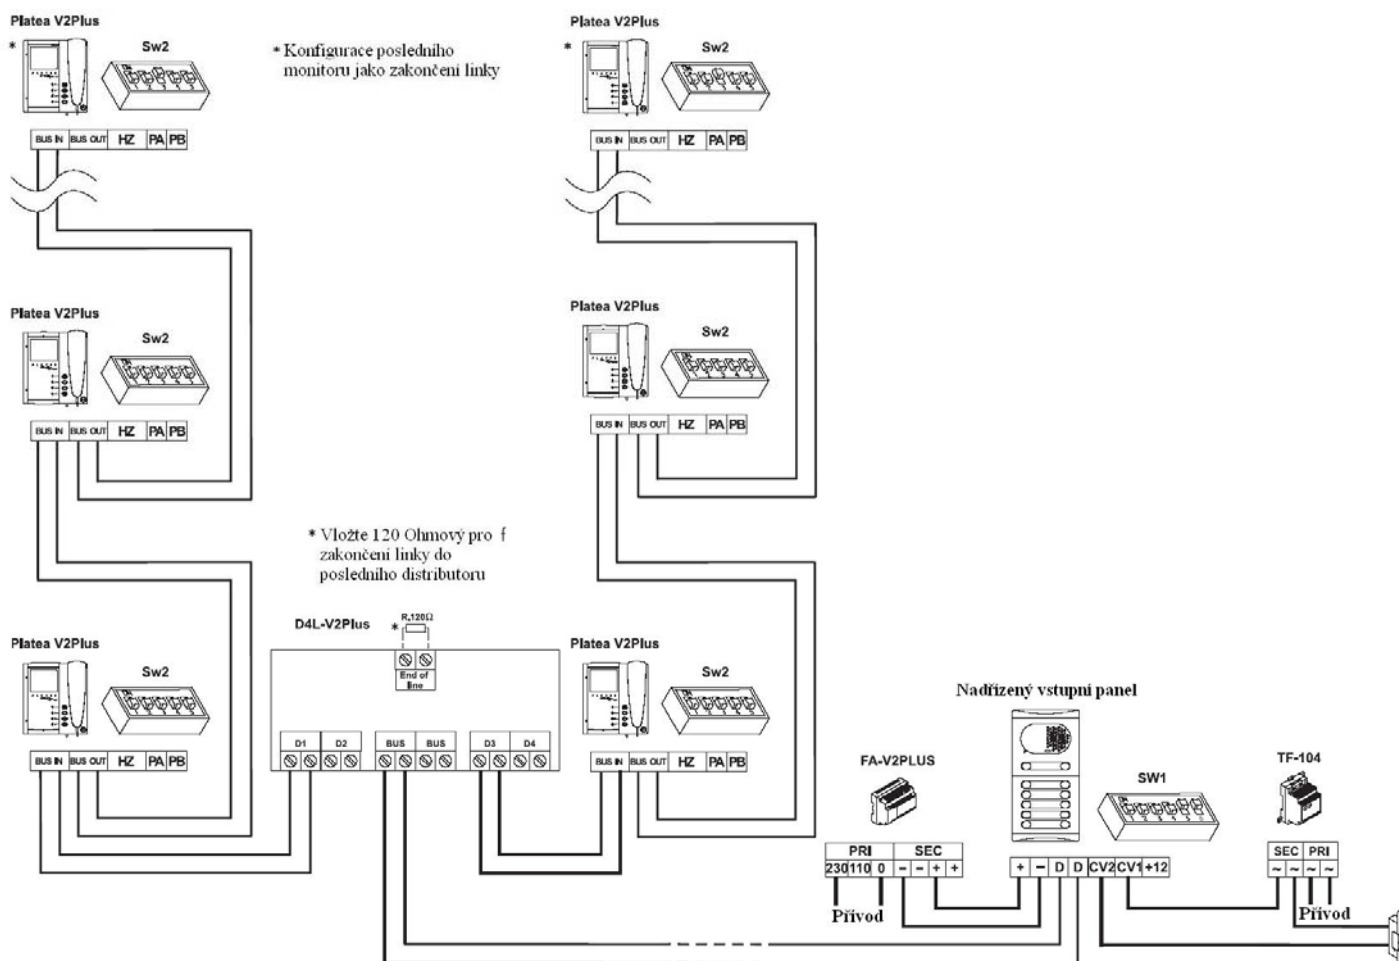 Platea V2Plus
*
Sw2
* Konfigurace posledního
monitoru jako zakončení linky
Platea V2Plus
*
Sw2
BUS IN BUS OUT HZ PA PB
BUS IN BUS OUT HZ PA PB
Platea V2Plus
Sw2
Platea V2Plus
Sw2
BUS IN BUS OUT HZ PA PB
BUS IN BUS OUT HZ PA PB
* Vložte 120 Ohmový pro f
zakončení linky do
posledního distributoru
Platea V2Plus
Sw2
D4L-V2Plus
* R.120Ω
End of
line
D1 D2 BUS BUS D3 D4
Platea V2Plus
Sw2
BUS IN BUS OUT HZ PA PB
BUS IN BUS OUT HZ PA PB
Nadřízený vstupní panel
FA-V2PLUS
SW1
TF-104
PRI SEC
230 110 0 − − + +
+ − D D CV2 CV1 +12
SEC PRI
~ ~ ~ ~
Přívod
Přívod